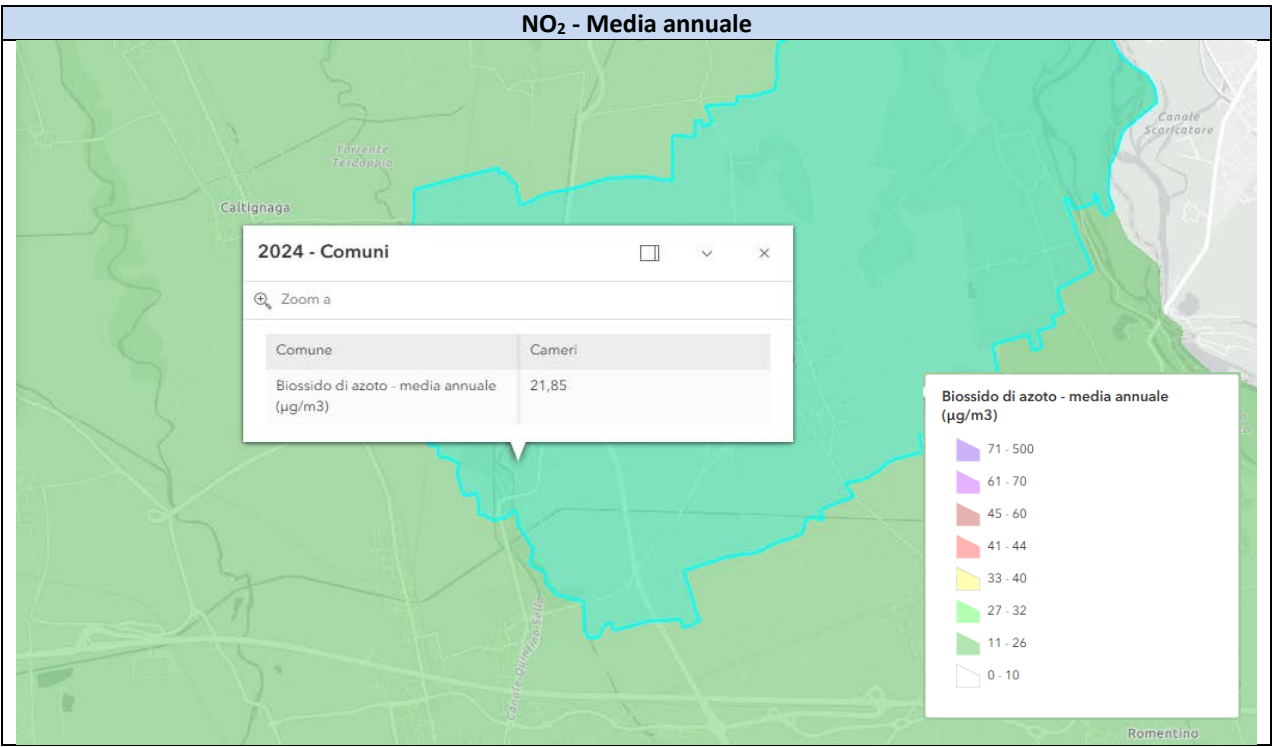 NO₂ - Media annuale
Canale
Scaricatore
Torrente
Terdoppio
Caltignaga
2024 - Comuni
Zoom a
Comune Cameri
Biossido di azoto - media annuale 21,85
(µg/m3)
Biossido di azoto - media annuale
(µg/m3)
71 - 500
61 - 70
45 - 60
41 - 44
33 - 40
27 - 32
11 - 26
0 - 10
Canale Quintino Sella
Romentino